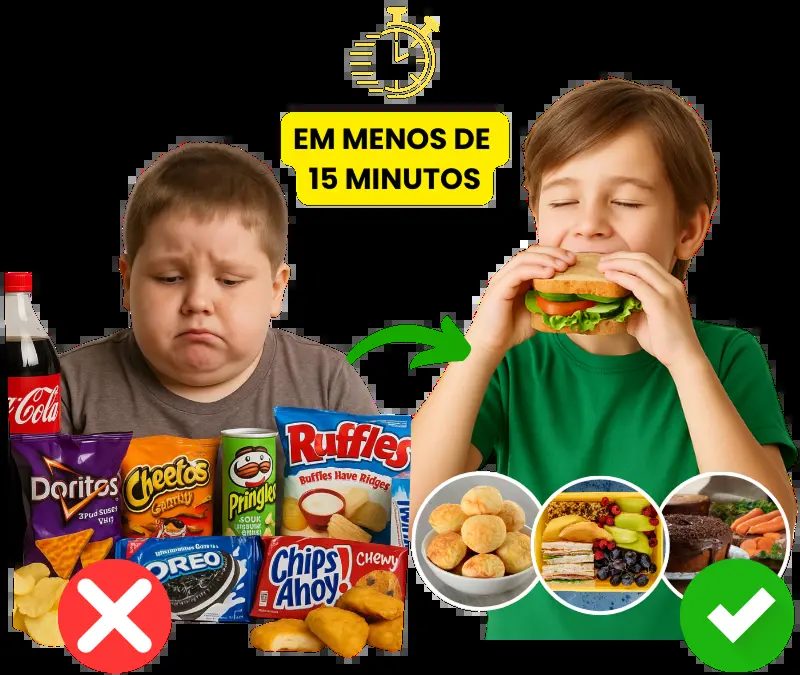 EM MENOS DE
15 MINUTOS
Coca-Cola
Doritos
Cheetos
Pringles
Ruffles
Ruffles Have Ridges
OREO
Chips
Ahoy!
CHEWY